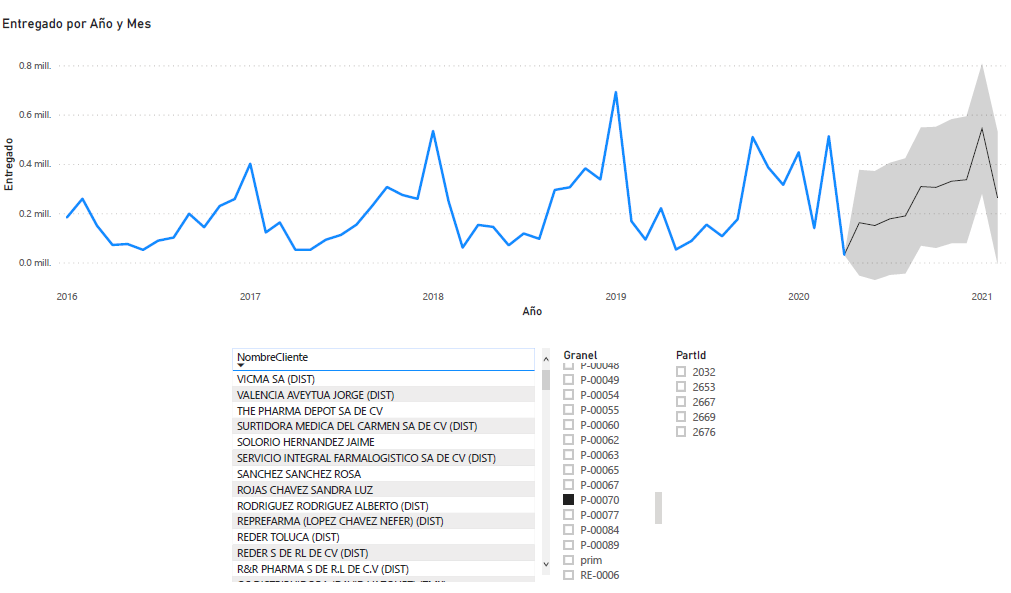 Entregado por Año y Mes
0.8 mill.
0.6 mill.
0.4 mill.
0.2 mill.
0.0 mill.
Entregado
2016 2017 2018 2019 2020 2021
Año
NombreCliente
VICMA SA (DIST)
VALENCIA AVEYTUA JORGE (DIST)
THE PHARMA DEPOT SA DE CV
SURTIDORA MEDICA DEL CARMEN SA DE CV (DIST)
SOLORIO HERNANDEZ JAIME
SERVICIO INTEGRAL FARMALOGISTICO SA DE CV (DIST)
SANCHEZ SANCHEZ ROSA
ROJAS CHAVEZ SANDRA LUZ
RODRIGUEZ RODRIGUEZ ALBERTO (DIST)
REPREFARMA (LOPEZ CHAVEZ NEFER) (DIST)
REDER TOLUCA (DIST)
REDER S DE RL DE CV (DIST)
R&R PHARMA S DE R.L DE C.V (DIST)
Granel
P-00048
P-00049
P-00054
P-00055
P-00060
P-00062
P-00063
P-00065
P-00067
P-00070
P-00077
P-00084
P-00089
prim
RE-0006
PartId
2032
2653
2667
2669
2676